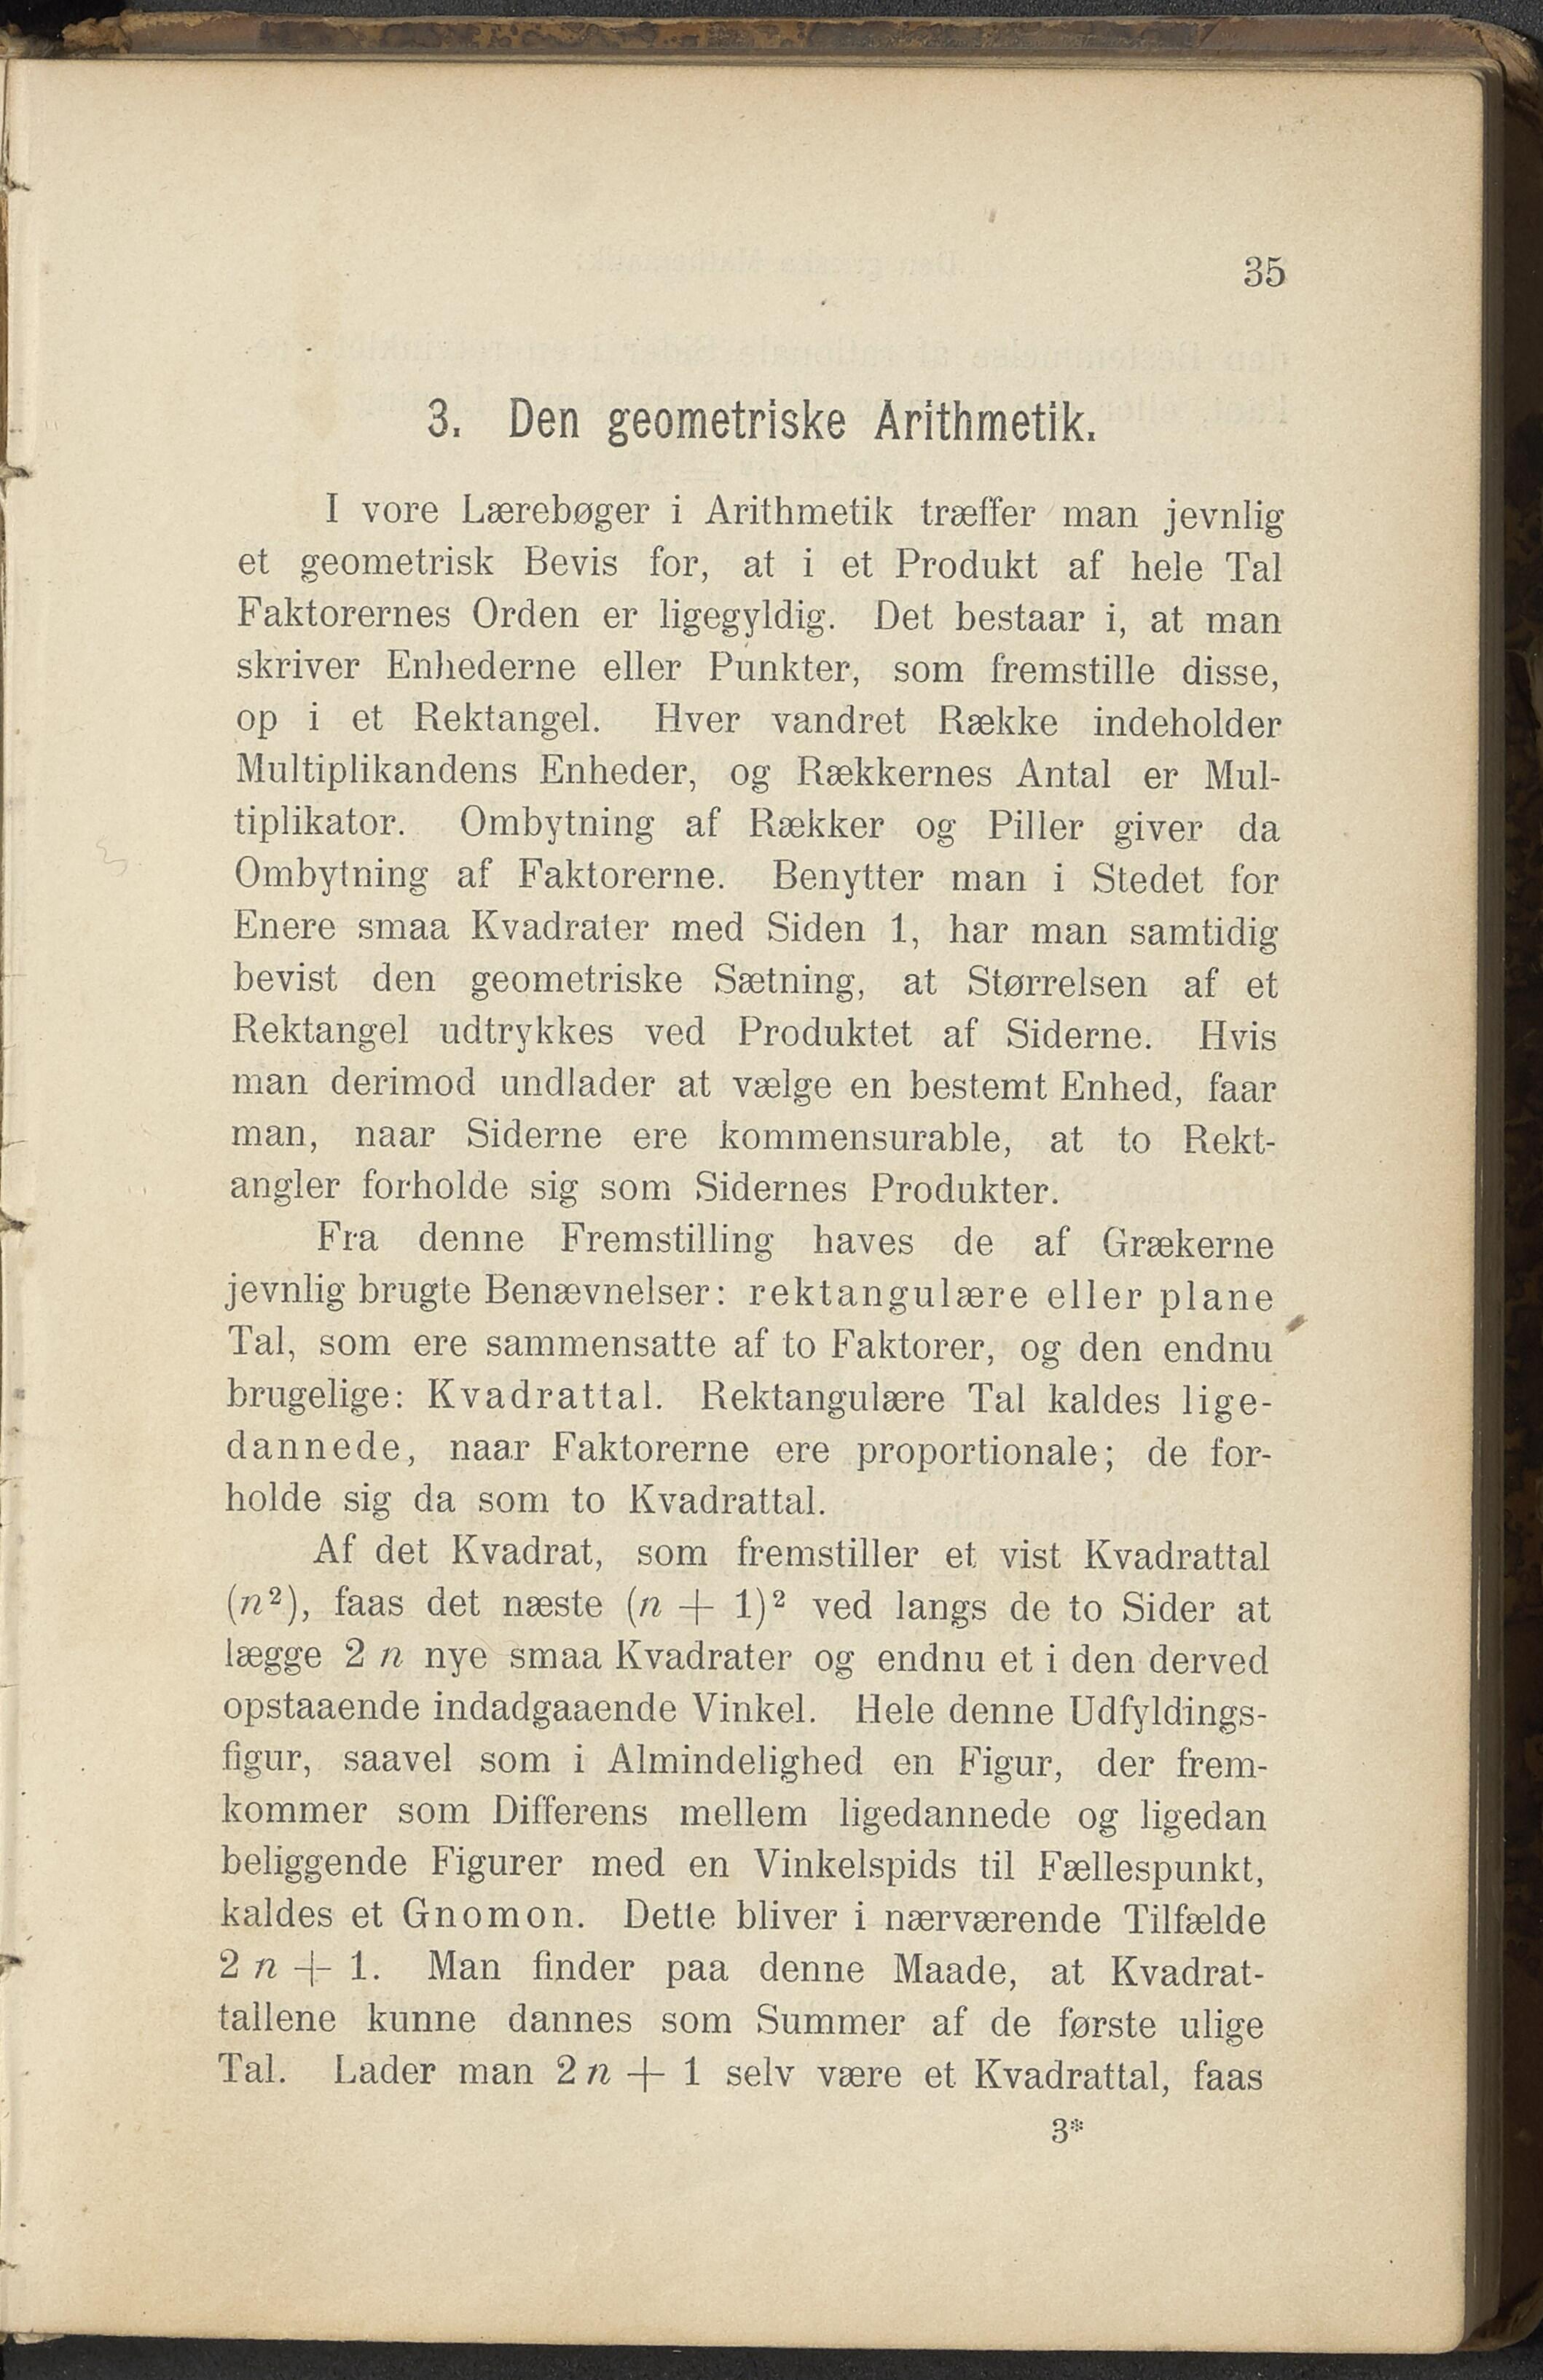 35
3. Den geometriske Arithmetik.
I vore Lærebøger i Arithmetik træffer man jevnlig
et geometrisk Bevis for, at i et Produkt af hele Tal
Faktorernes Orden er ligegyldig. Det bestaar i, at man
skriver Enhederne eller Punkter, som fremstille disse,
op i et Rektangel. Hver vandret Række indeholder
Multiplikandens Enheder, og Rækkernes Antal er Mul-
tiplikator. Ombytning af Rækker og Piller giver da
Ombytning af Faktorerne. Benytter man i Stedet for
Enere smaa Kvadrater med Siden 1, har man samtidig
bevist den geometriske Sætning, at Størrelsen af et
Rektangel udtrykkes ved Produktet af Siderne. Hvis
man derimod undlader at vælge en bestemt Enhed, faar
man, naar Siderne ere kommensurable, at to Rekt-
angler forholde sig som Sidernes Produkter.
Fra denne Fremstilling haves de af Grækerne
jevnlig brugte Benævnelser: rektangulære eller plane
Tal, som ere sammensatte af to Faktorer, og den endnu
brugelige: Kvadrattal. Rektangulære Tal kaldes lige-
dannede, naar Faktorerne ere proportionale; de for-
holde sig da som to Kvadrattal.
Af det Kvadrat, som fremstiller et vist Kvadrattal
(n²), faas det næste (n + 1)² ved langs de to Sider at
lægge 2 n nye smaa Kvadrater og endnu et i den derved
opstaaende indadgaaende Vinkel. Hele denne Udfyldings-
figur, saavel som i Almindelighed en Figur, der frem-
kommer som Differens mellem ligedannede og ligedan
beliggende Figurer med en Vinkelspids til Fællespunkt,
kaldes et Gnomon. Dette bliver i nærværende Tilfælde
2 n + 1. Man finder paa denne Maade, at Kvadrat-
tallene kunne dannes som Summer af de første ulige
Tal. Lader man 2 n + 1 selv være et Kvadrattal, faas
3*